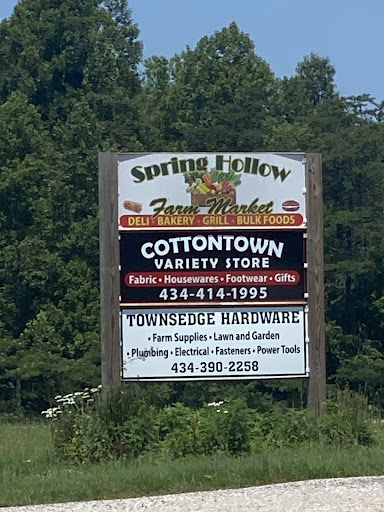 Spring Hollow
Farm Market
DELI • BAKERY • GRILL • BULK FOODS
COTTONTOWN
VARIETY STORE
Fabric • Housewares • Footwear • Gifts
434-414-1995
TOWNSEDGE HARDWARE
• Farm Supplies • Lawn and Garden
• Plumbing • Electrical • Fasteners • Power Tools
434-390-2258